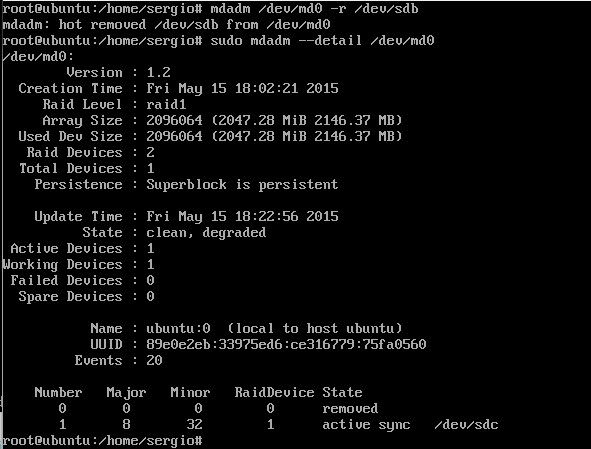 root@ubuntu:/home/sergio# mdadm /dev/md0 -r /dev/sdb
mdadm: hot removed /dev/sdb from /dev/md0
root@ubuntu:/home/sergio# sudo mdadm --detail /dev/md0
/dev/md0:
        Version : 1.2
  Creation Time : Fri May 15 18:02:21 2015
     Raid Level : raid1
     Array Size : 2096064 (2047.28 MiB 2146.37 MB)
  Used Dev Size : 2096064 (2047.28 MiB 2146.37 MB)
   Raid Devices : 2
  Total Devices : 1
    Persistence : Superblock is persistent

    Update Time : Fri May 15 18:22:56 2015
          State : clean, degraded
 Active Devices : 1
Working Devices : 1
 Failed Devices : 0
  Spare Devices : 0

           Name : ubuntu:0  (local to host ubuntu)
           UUID : 89e0e2eb:33975ed6:ce316779:75fa0560
         Events : 20

    Number   Major   Minor   RaidDevice State
       0       0        0        0      removed
       1       8       32        1      active sync   /dev/sdc
root@ubuntu:/home/sergio#